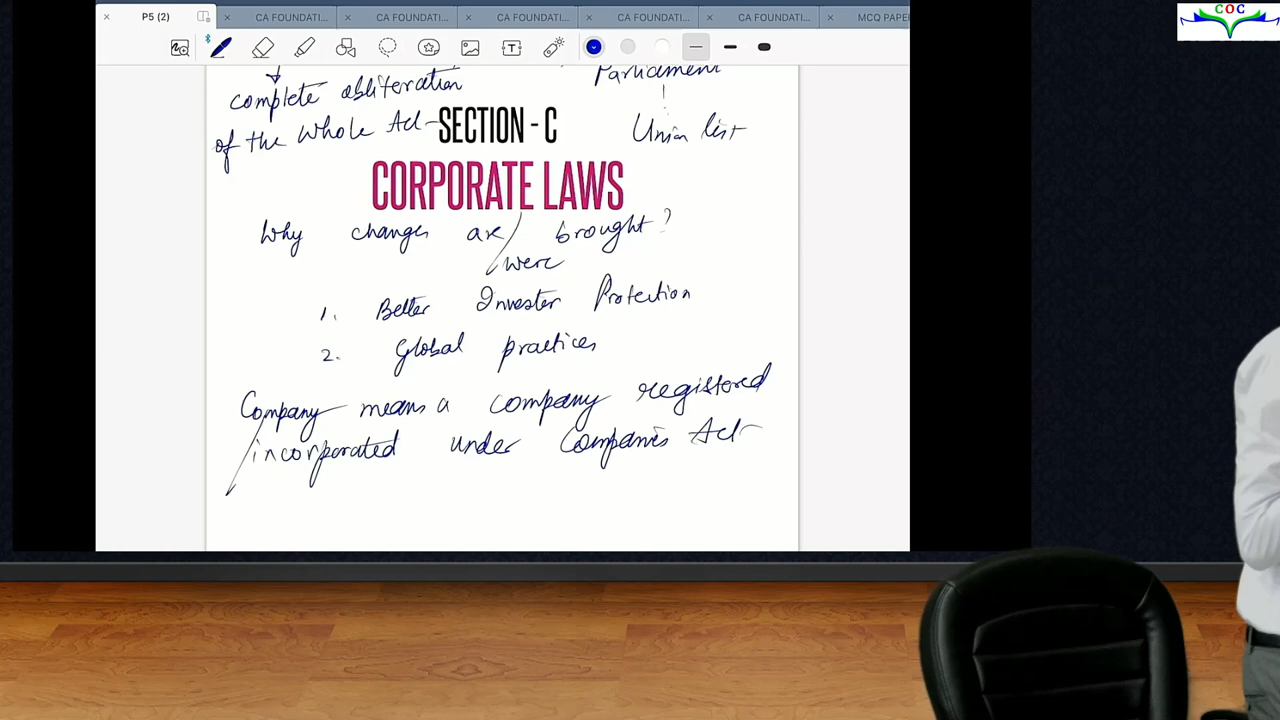 P5 (2)
CA FOUNDATI...
CA FOUNDATI...
CA FOUNDATI...
CA FOUNDATI...
CA FOUNDATI...
MCQ PAPER
COC
complete obliteration
of the whole Act
Parliament
Union list
SECTION - C
CORPORATE LAWS
Why changes are brought?
were
1. Better Investor Protection
2. Global practices
Company means a company registered
incorporated under Companies Act